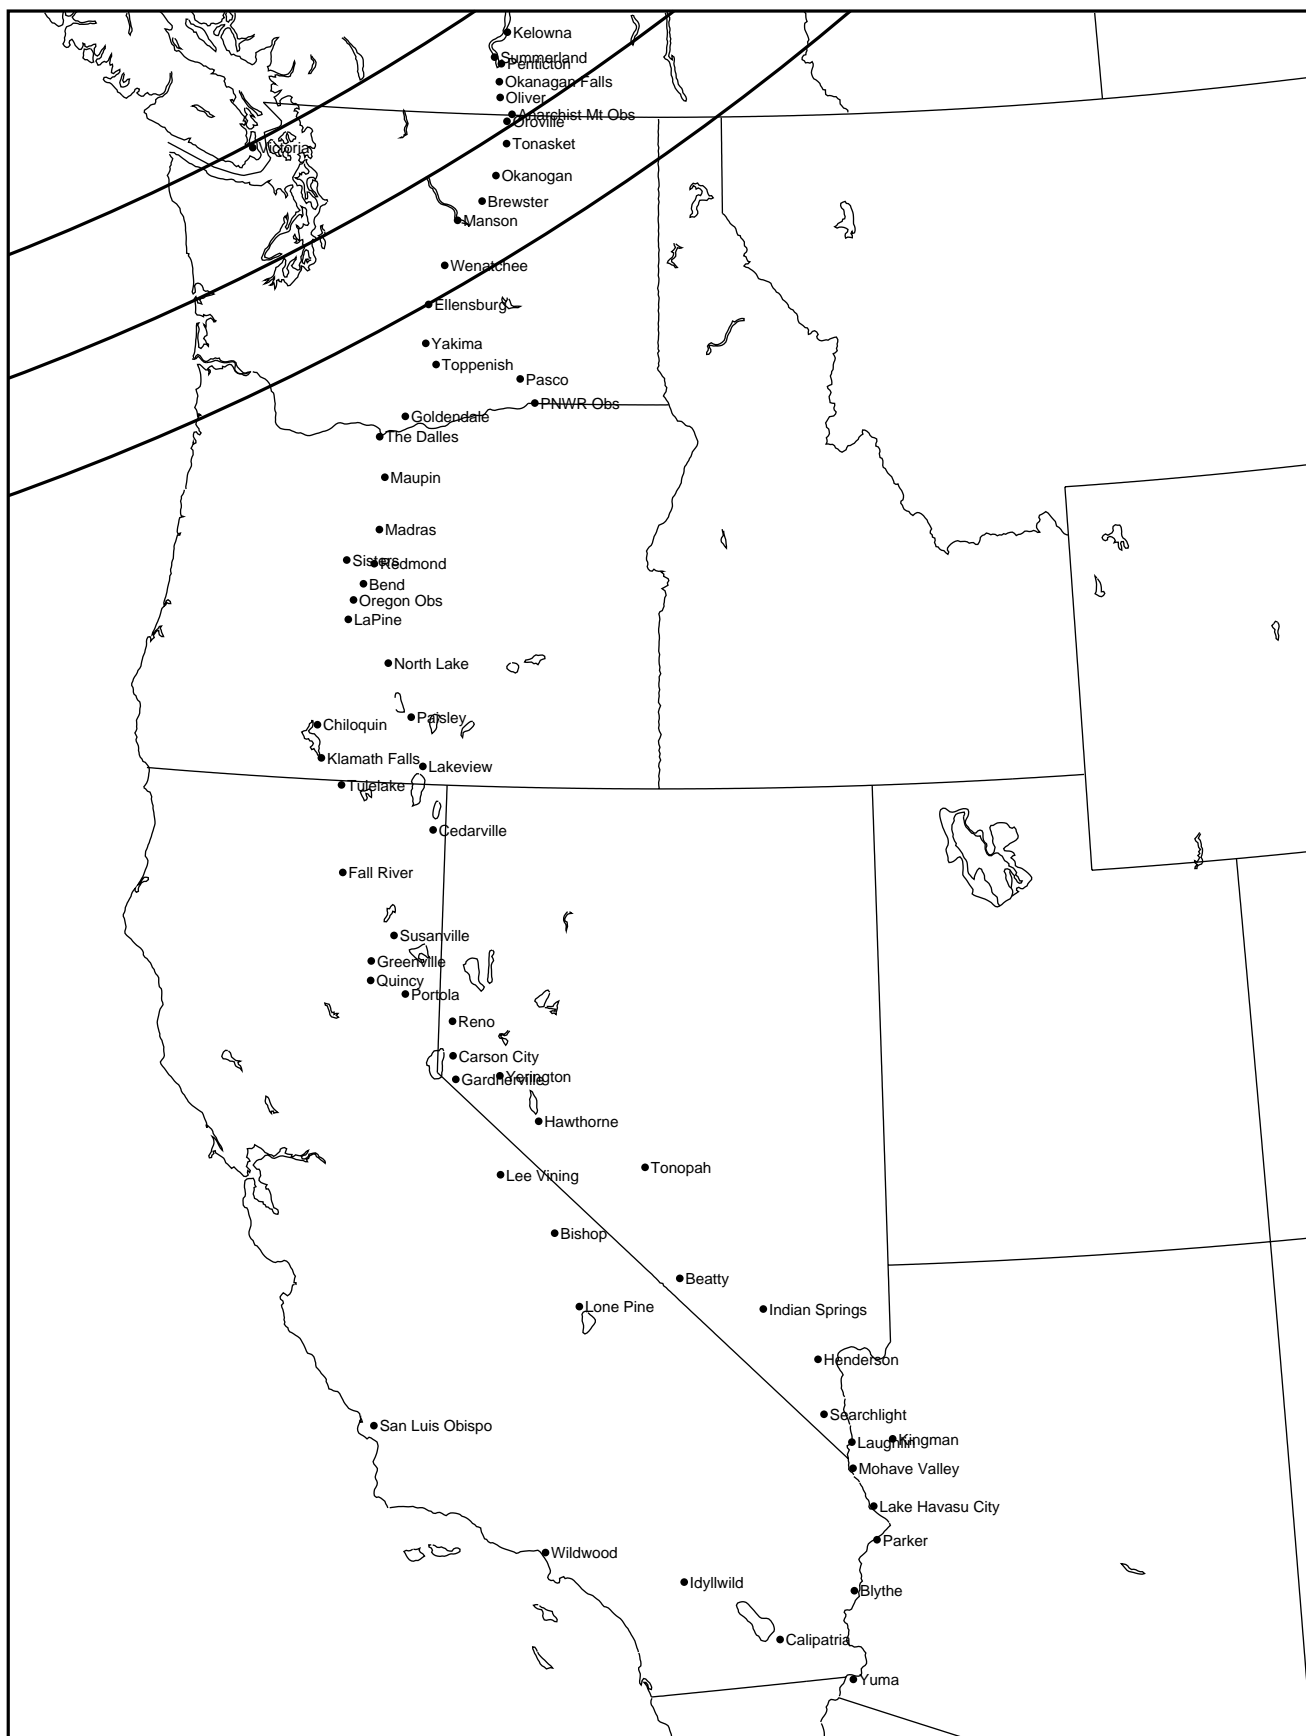 Kelowna
Summerland
Penticton
Okanagan Falls
Oliver
Anarchist Mt Obs
Oroville
Tonasket
Victoria
Okanogan
Brewster
Manson
Wenatchee
Ellensburg
Yakima
Toppenish
Pasco
PNWR Obs
Goldendale
The Dalles
Maupin
Madras
Sisters
Redmond
Bend
Oregon Obs
LaPine
North Lake
Paisley
Chiloquin
Klamath Falls
Lakeview
Tulelake
Cedarville
Fall River
Susanville
Greenville
Quincy
Portola
Reno
Carson City
Yerington
Gardnerville
Hawthorne
Tonopah
Lee Vining
Bishop
Beatty
Lone Pine
Indian Springs
Henderson
Searchlight
San Luis Obispo
Kingman
Laughlin
Mohave Valley
Lake Havasu City
Parker
Wildwood
Idyllwild
Blythe
Calipatria
Yuma